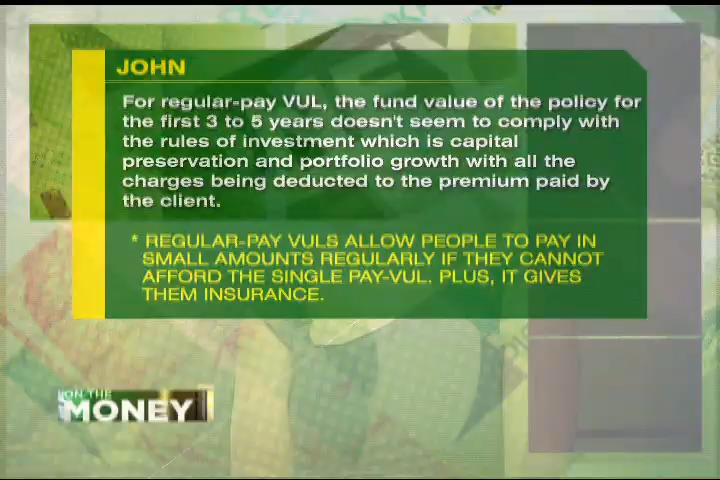 JOHN
For regular-pay VUL, the fund value of the policy for
the first 3 to 5 years doesn't seem to comply with
the rules of investment which is capital
preservation and portfolio growth with all the
charges being deducted to the premium paid by
the client.
* REGULAR-PAY VULS ALLOW PEOPLE TO PAY IN
SMALL AMOUNTS REGULARLY IF THEY CANNOT
AFFORD THE SINGLE PAY-VUL. PLUS, IT GIVES
THEM INSURANCE.
ON THE
MONEY